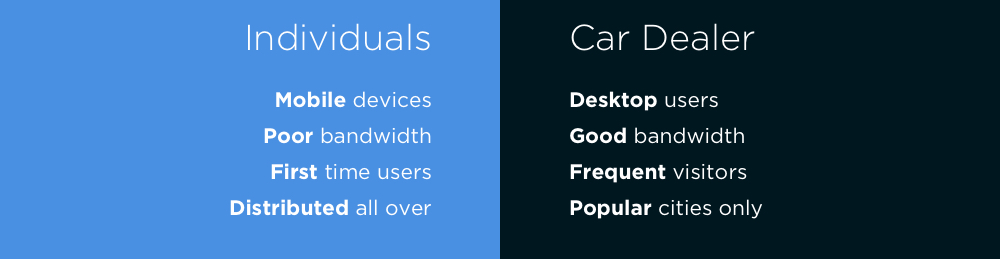 Individuals
Mobile devices
Poor bandwidth
First time users
Distributed all over
Car Dealer
Desktop users
Good bandwidth
Frequent visitors
Popular cities only